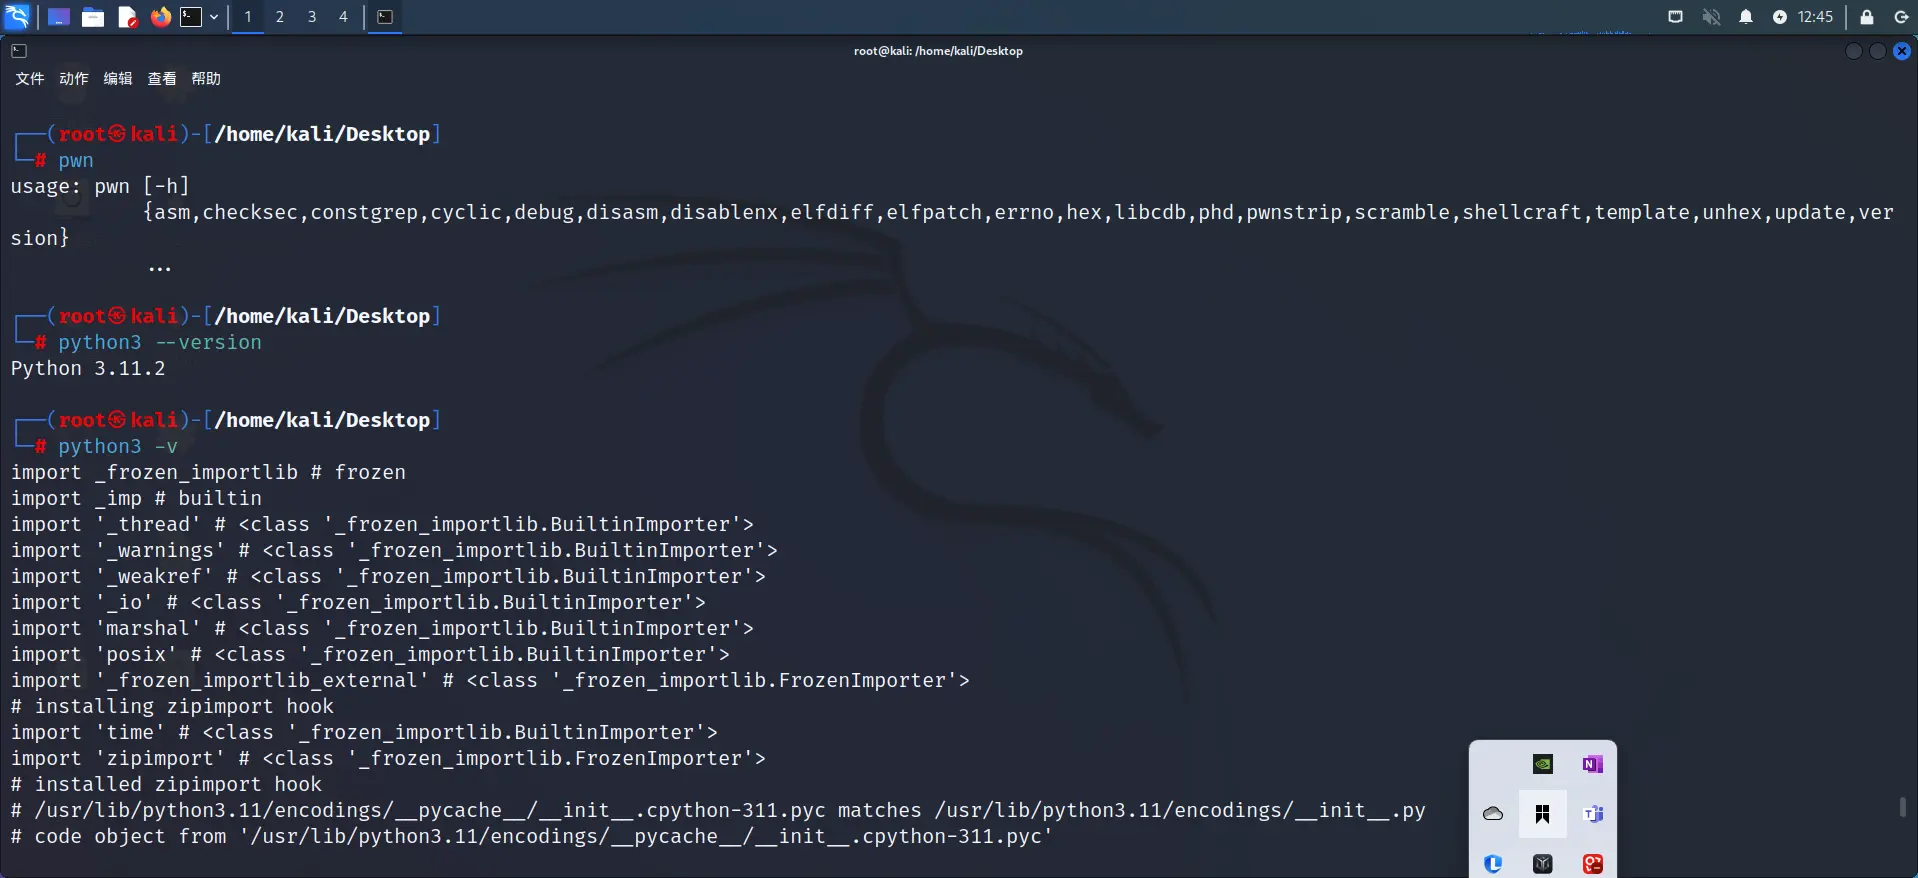 1 2 3 4 12:45
root@kali: /home/kali/Desktop
文件 动作 编辑 查看 帮助
┌──(root㉿kali)-[/home/kali/Desktop]
└─# pwn
usage: pwn [-h]
{asm,checksec,constgrep,cyclic,debug,disasm,disablenx,elfdiff,elfpatch,errno,hex,libcdb,phd,pwnstrip,scramble,shellcraft,template,unhex,update,ver
sion}
...
┌──(root㉿kali)-[/home/kali/Desktop]
└─# python3 --version
Python 3.11.2
┌──(root㉿kali)-[/home/kali/Desktop]
└─# python3 -v
import _frozen_importlib # frozen
import _imp # builtin
import '_thread' # <class '_frozen_importlib.BuiltinImporter'>
import '_warnings' # <class '_frozen_importlib.BuiltinImporter'>
import '_weakref' # <class '_frozen_importlib.BuiltinImporter'>
import '_io' # <class '_frozen_importlib.BuiltinImporter'>
import 'marshal' # <class '_frozen_importlib.BuiltinImporter'>
import 'posix' # <class '_frozen_importlib.BuiltinImporter'>
import '_frozen_importlib_external' # <class '_frozen_importlib.FrozenImporter'>
# installing zipimport hook
import 'time' # <class '_frozen_importlib.BuiltinImporter'>
import 'zipimport' # <class '_frozen_importlib.FrozenImporter'>
# installed zipimport hook
# /usr/lib/python3.11/encodings/__pycache__/__init__.cpython-311.pyc matches /usr/lib/python3.11/encodings/__init__.py
# code object from '/usr/lib/python3.11/encodings/__pycache__/__init__.cpython-311.pyc'